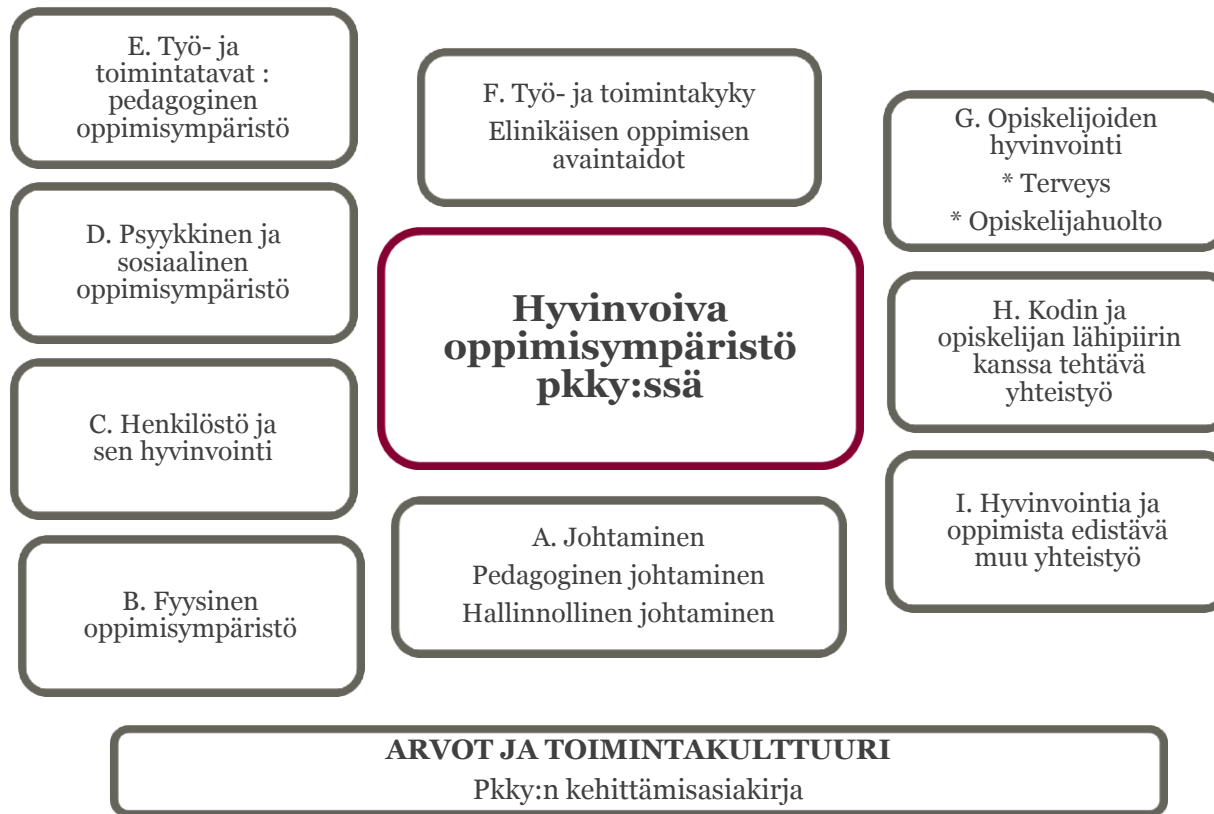 E. Työ- ja
toimintatavat :
pedagoginen
oppimisympäristö
D. Psyykkinen ja
sosiaalinen
oppimisympäristö
C. Henkilöstö ja
sen hyvinvointi
B. Fyysinen
oppimisympäristö
F. Työ- ja toimintakyky
Elinikäisen oppimisen
avaintaidot
Hyvinvoiva
oppimisympäristö
pkky:ssä
A. Johtaminen
Pedagoginen johtaminen
Hallinnollinen johtaminen
G. Opiskelijoiden
hyvinvointi
* Terveys
* Opiskelijahuolto
H. Kodin ja
opiskelijan lähipiirin
kanssa tehtävä
yhteistyö
I. Hyvinvointia ja
oppimista edistävä
muu yhteistyö
ARVOT JA TOIMINTAKULTTUURI
Pkky:n kehittämisasiakirja